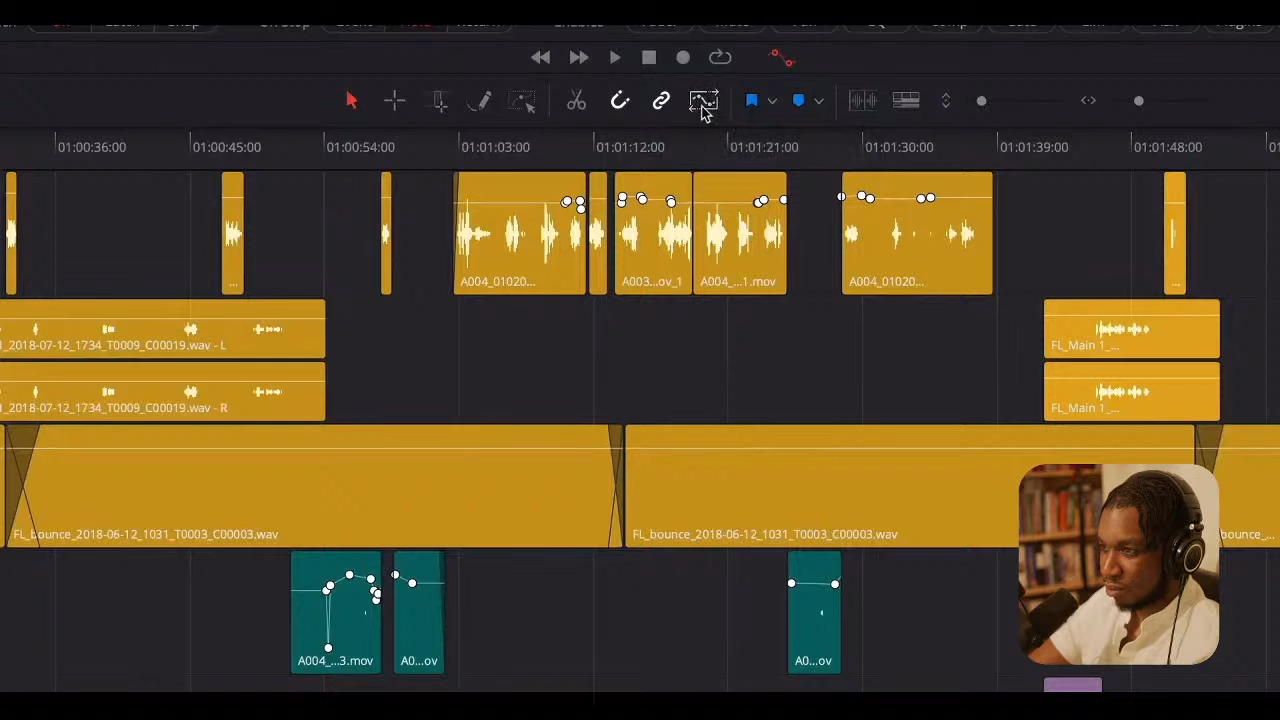 01:00:36:00
01:00:45:00
01:00:54:00
01:01:03:00
01:01:12:00
01:01:21:00
01:01:30:00
01:01:39:00
01:01:48:00
...
A004_01020...
A003...ov_1
A004_...1.mov
A004_01020...
...
_2018-07-12_1734_T0009_C00019.wav - L
FL_Main 1_...
_2018-07-12_1734_T0009_C00019.wav - R
FL_Main 1_...
FL_bounce_2018-06-12_1031_T0003_C00003.wav
FL_bounce_2018-06-12_1031_T0003_C00003.wav
bounce_...
A004_...3.mov
A0...ov
A0...ov